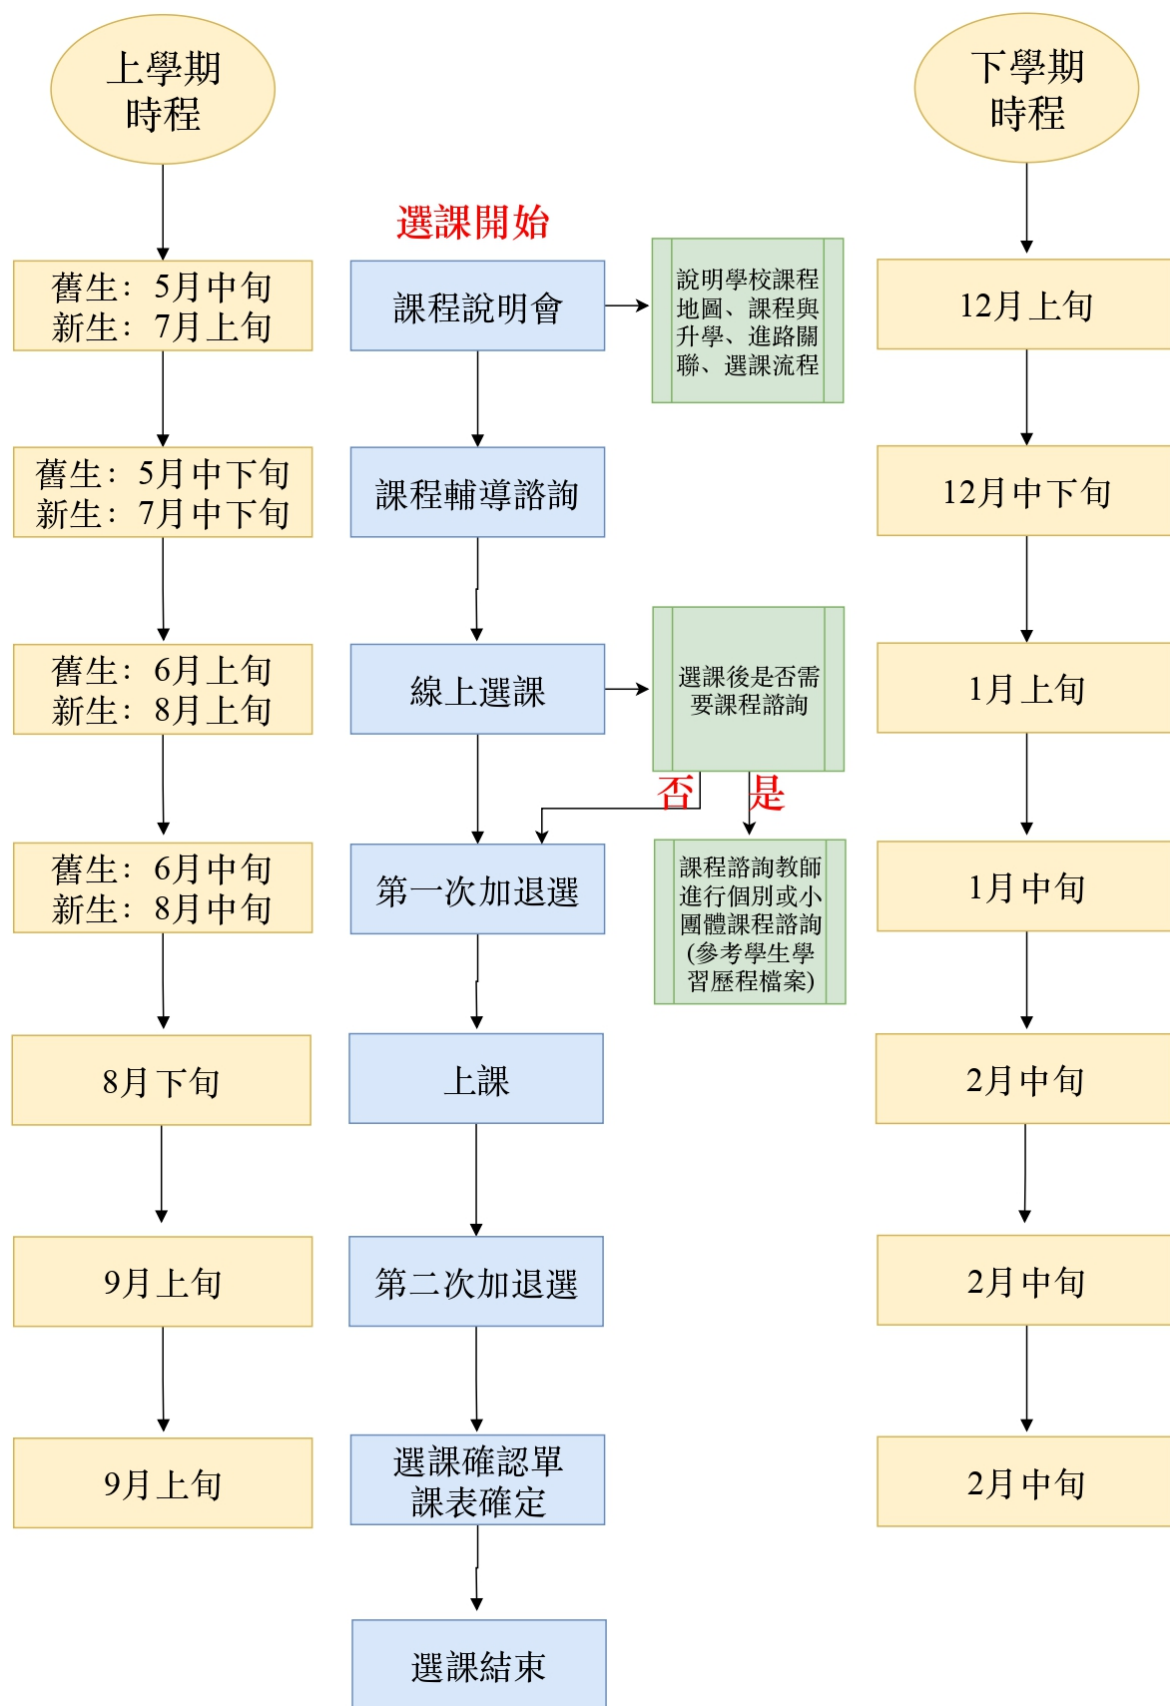 上學期
時程
下學期
時程
選課開始
舊生：5月中旬
新生：7月上旬
課程說明會
說明學校課程
地圖、課程與
升學、進路關
聯、選課流程
12月上旬
舊生：5月中下旬
新生：7月中下旬
課程輔導諮詢
12月中下旬
舊生：6月上旬
新生：8月上旬
線上選課
選課後是否需
要課程諮詢
1月上旬
否
是
舊生：6月中旬
新生：8月中旬
第一次加退選
課程諮詢教師
進行個別或小
團體課程諮詢
(參考學生學
習歷程檔案)
1月中旬
8月下旬
上課
2月中旬
9月上旬
第二次加退選
2月中旬
9月上旬
選課確認單
課表確定
2月中旬
選課結束